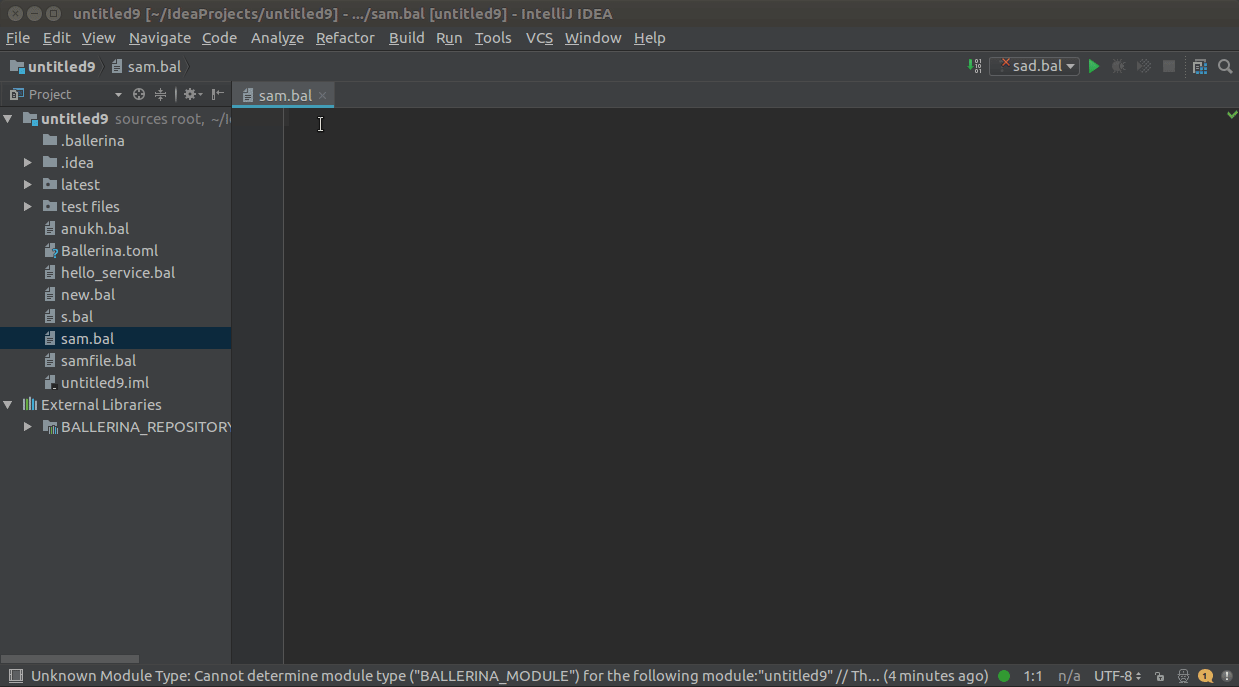 untitled9 [~/IdeaProjects/untitled9] - .../sam.bal [untitled9] - IntelliJ IDEA
File Edit View Navigate Code Analyze Refactor Build Run Tools VCS Window Help
untitled9 sam.bal sad.bal
Project sam.bal
untitled9 sources root, ~/I
.ballerina
.idea
latest
test files
anukh.bal
Ballerina.toml
hello_service.bal
new.bal
s.bal
sam.bal
samfile.bal
untitled9.iml
External Libraries
BALLERINA_REPOSITORY
Unknown Module Type: Cannot determine module type ("BALLERINA_MODULE") for the following module:"untitled9" // Th... (4 minutes ago) 1:1 n/a UTF-8 1